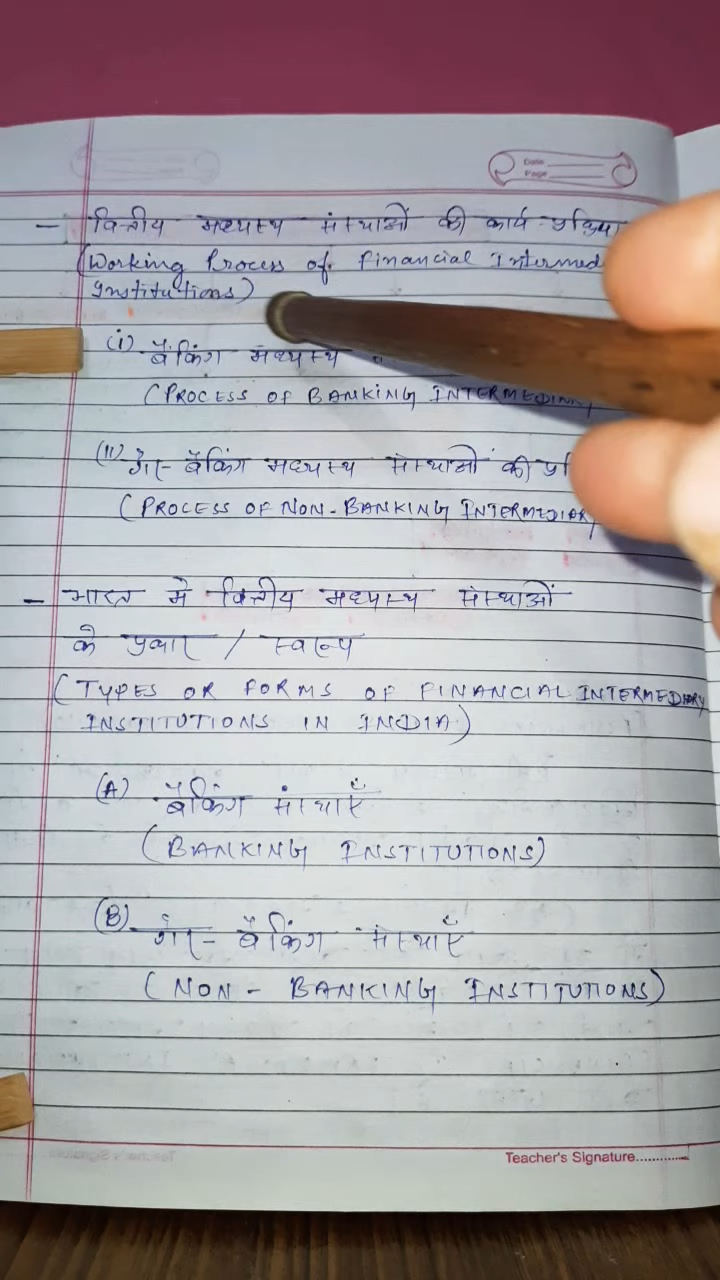 Date
Page
– वित्तीय मध्यस्थ संस्थाओं की कार्य प्रक्रिया
(Working Process of Financial Intermed
Institutions)
(i) बैंकिंग मध्यस्थ
(PROCESS OF BANKING INTERMEDIARY
(II) गैर - बैंकिंग मध्यस्थ संस्थाओं की
(PROCESS OF NON-BANKING INTERMEDIARY
– भारत में वित्तीय मध्यस्थ संस्थाओं
के प्रकार / स्वरूप
(TYPES OR FORMS OF FINANCIAL INTERMEDIARY
INSTITUTIONS IN INDIA)
(A) बैंकिंग संस्थाएँ
(BANKING INSTITUTIONS)
(B) गैर - बैंकिंग संस्थाएँ
(NON - BANKING INSTITUTIONS)
Teacher's Signature.............